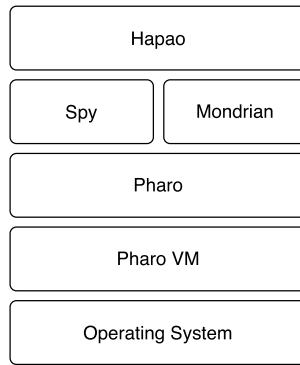 Hapao
Spy Mondrian
Pharo
Pharo VM
Operating System